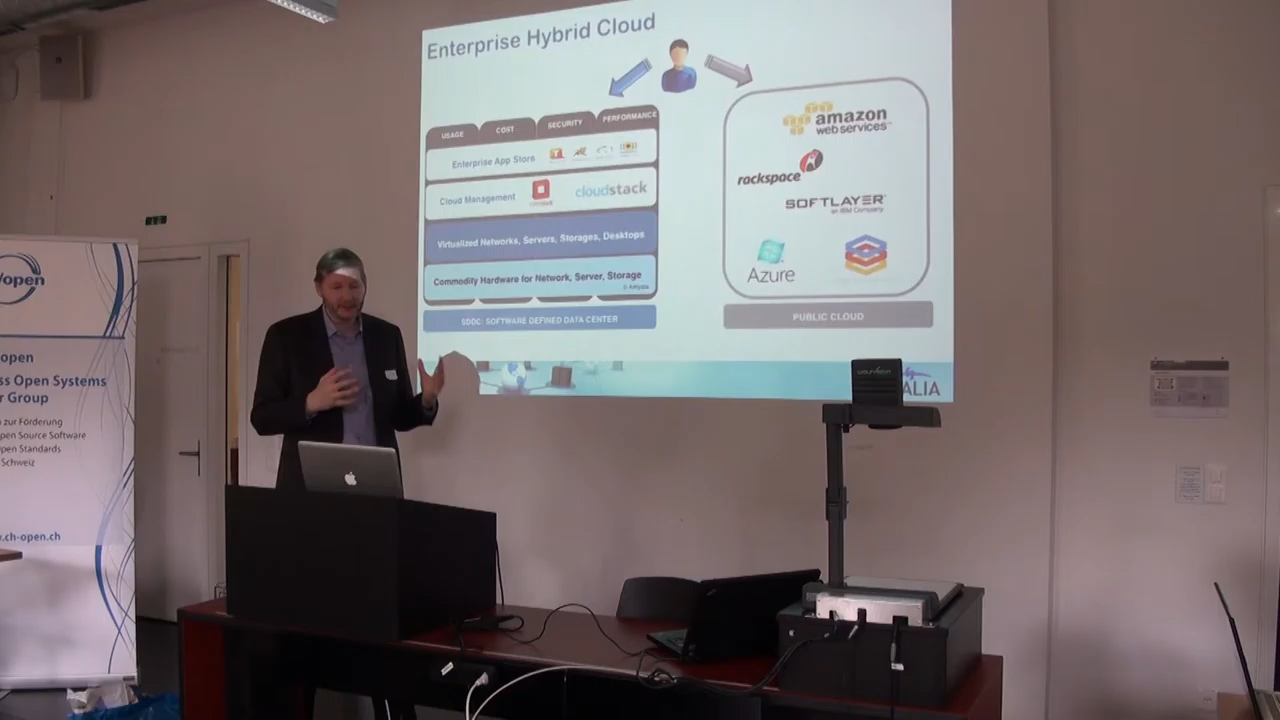 Enterprise Hybrid Cloud
USAGE
COST
SECURITY
PERFORMANCE
Enterprise App Store
Cloud Management
cloudstack
Virtualized Networks, Servers, Storages, Desktops
Commodity Hardware for Network, Server, Storage
SDDC: SOFTWARE DEFINED DATA CENTER
amazon
web services
rackspace
SOFTLAYER
an IBM Company
Azure
PUBLIC CLOUD
ALIA
/open
open
ss Open Systems
r Group
zur Förderung
pen Source Software
pen Standards
Schweiz
.ch-open.ch